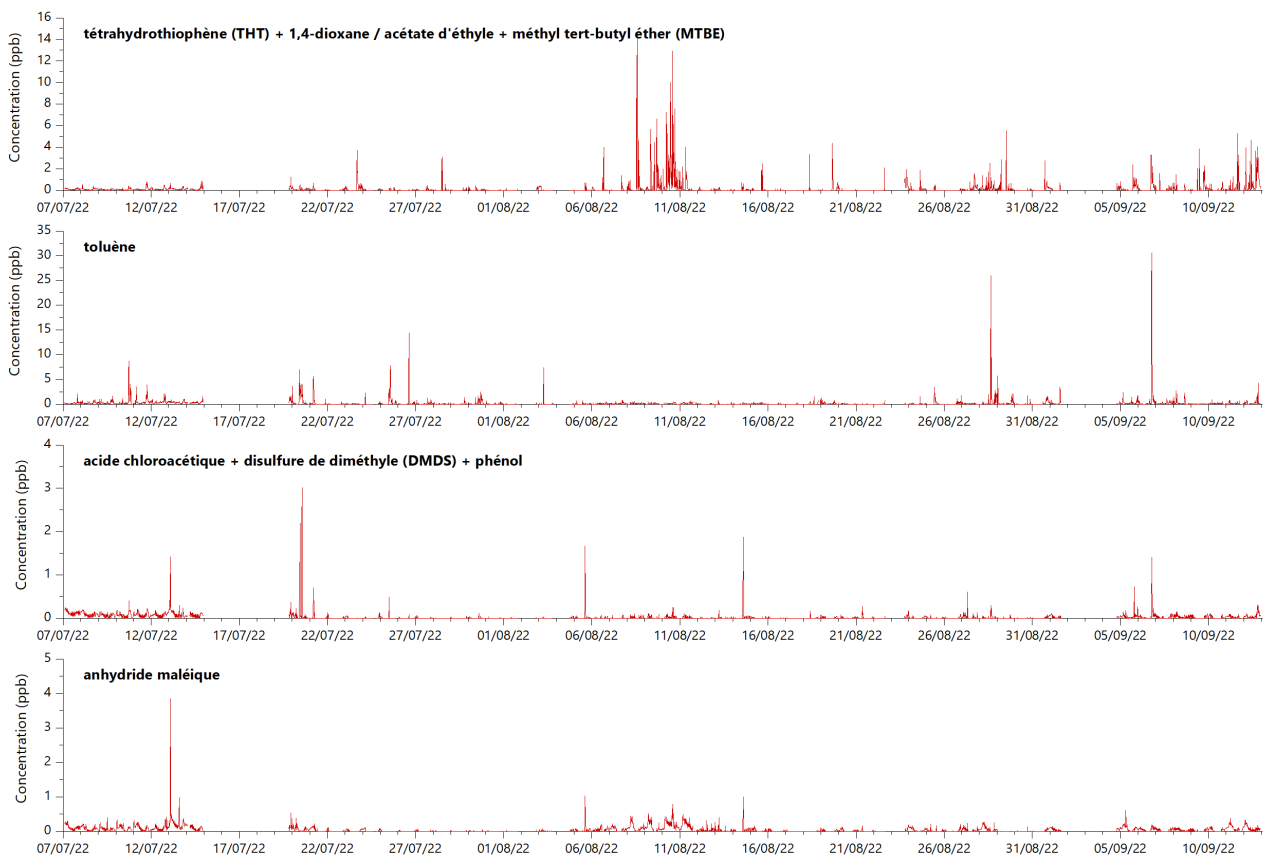 16
tétrahydrothiophène (THT) + 1,4-dioxane / acétate d'éthyle + méthyl tert-butyl éther (MTBE)
14
12
10
8
6
4
2
0
Concentration (ppb)
07/07/22 12/07/22 17/07/22 22/07/22 27/07/22 01/08/22 06/08/22 11/08/22 16/08/22 21/08/22 26/08/22 31/08/22 05/09/22 10/09/22
35
toluène
30
25
20
15
10
5
0
Concentration (ppb)
07/07/22 12/07/22 17/07/22 22/07/22 27/07/22 01/08/22 06/08/22 11/08/22 16/08/22 21/08/22 26/08/22 31/08/22 05/09/22 10/09/22
4
acide chloroacétique + disulfure de diméthyle (DMDS) + phénol
3
2
1
0
Concentration (ppb)
07/07/22 12/07/22 17/07/22 22/07/22 27/07/22 01/08/22 06/08/22 11/08/22 16/08/22 21/08/22 26/08/22 31/08/22 05/09/22 10/09/22
5
anhydride maléique
4
3
2
1
0
Concentration (ppb)
07/07/22 12/07/22 17/07/22 22/07/22 27/07/22 01/08/22 06/08/22 11/08/22 16/08/22 21/08/22 26/08/22 31/08/22 05/09/22 10/09/22